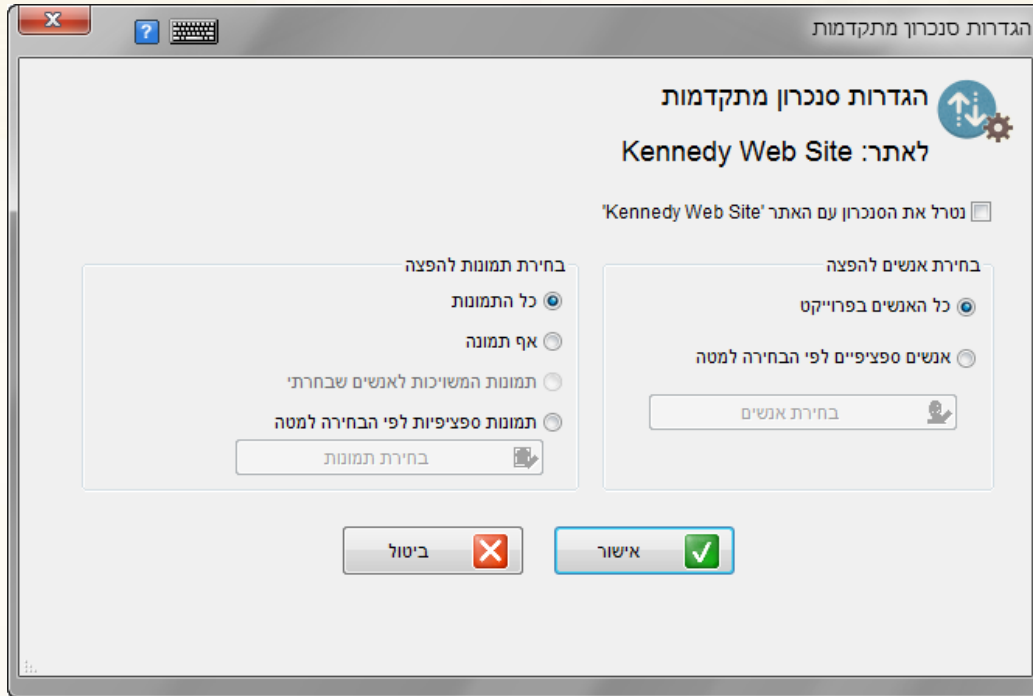 הגדרות סנכרון מתקדמות
?
הגדרות סנכרון מתקדמות
לאתר: Kennedy Web Site
נטרל את הסנכרון עם האתר 'Kennedy Web Site'
בחירת אנשים להפצה
כל האנשים בפרוייקט
אנשים ספציפיים לפי הבחירה למטה
בחירת אנשים
בחירת תמונות להפצה
כל התמונות
אף תמונה
תמונות המשויכות לאנשים שבחרתי
תמונות ספציפיות לפי הבחירה למטה
בחירת תמונות
אישור
ביטול